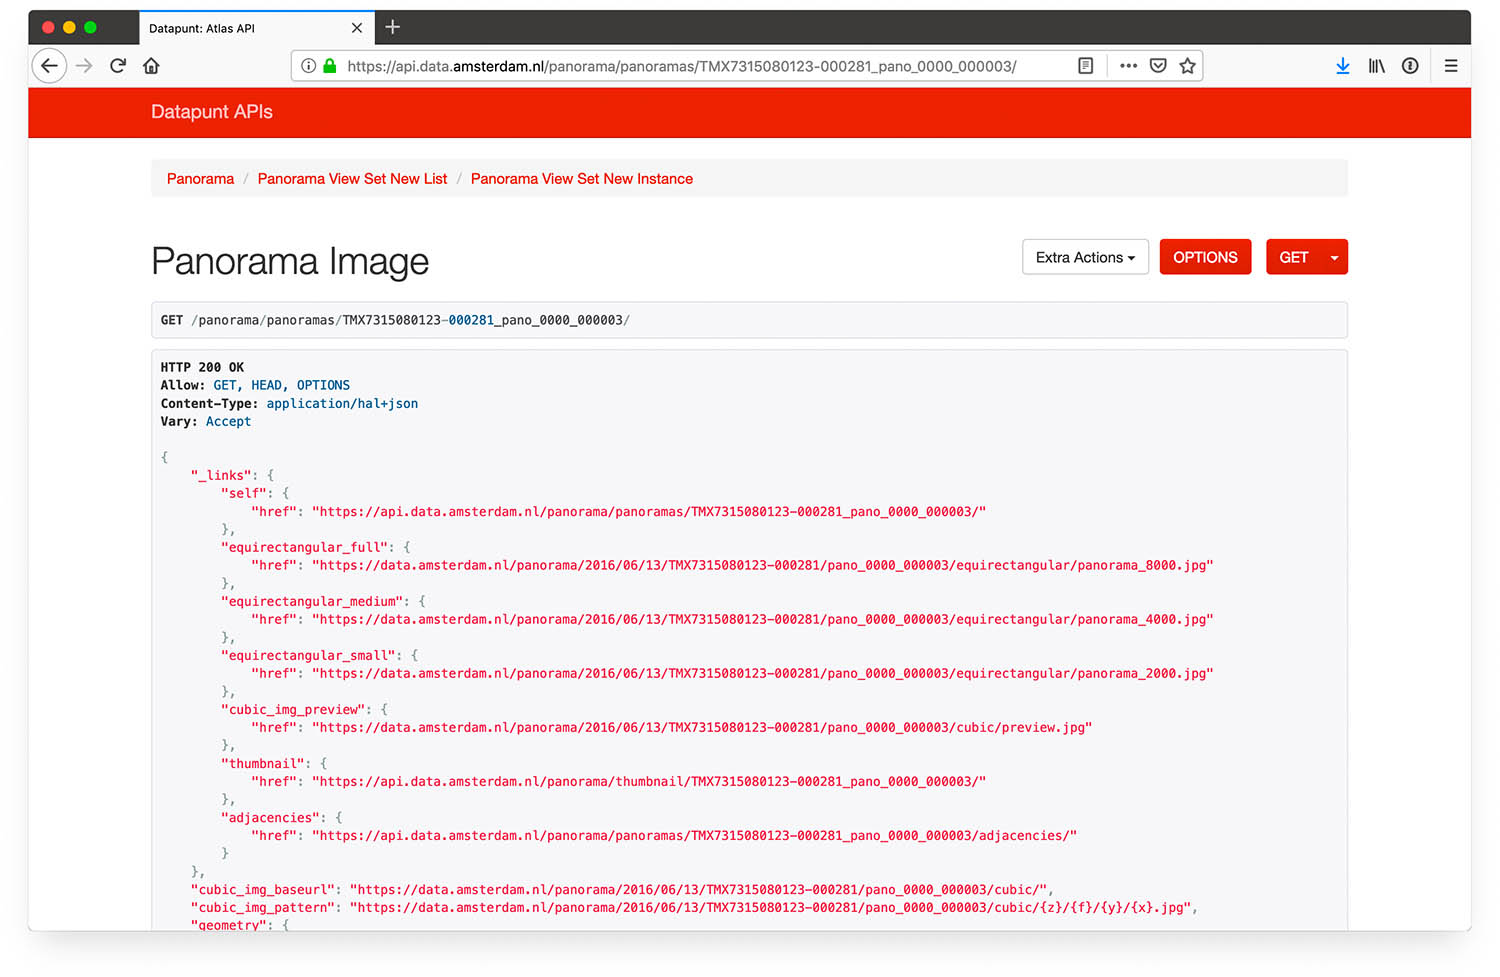 Datapunt: Atlas API
https://api.data.amsterdam.nl/panorama/panoramas/TMX7315080123-000281_pano_0000_000003/
Datapunt APIs
Panorama / Panorama View Set New List / Panorama View Set New Instance
Panorama Image
Extra Actions
OPTIONS
GET
GET /panorama/panoramas/TMX7315080123-000281_pano_0000_000003/
HTTP 200 OK
Allow: GET, HEAD, OPTIONS
Content-Type: application/hal+json
Vary: Accept
{
"_links": {
"self": {
"href": "https://api.data.amsterdam.nl/panorama/panoramas/TMX7315080123-000281_pano_0000_000003/"
},
"equirectangular_full": {
"href": "https://data.amsterdam.nl/panorama/2016/06/13/TMX7315080123-000281/pano_0000_000003/equirectangular/panorama_8000.jpg"
},
"equirectangular_medium": {
"href": "https://data.amsterdam.nl/panorama/2016/06/13/TMX7315080123-000281/pano_0000_000003/equirectangular/panorama_4000.jpg"
},
"equirectangular_small": {
"href": "https://data.amsterdam.nl/panorama/2016/06/13/TMX7315080123-000281/pano_0000_000003/equirectangular/panorama_2000.jpg"
},
"cubic_img_preview": {
"href": "https://data.amsterdam.nl/panorama/2016/06/13/TMX7315080123-000281/pano_0000_000003/cubic/preview.jpg"
},
"thumbnail": {
"href": "https://api.data.amsterdam.nl/panorama/thumbnail/TMX7315080123-000281_pano_0000_000003/"
},
"adjacencies": {
"href": "https://api.data.amsterdam.nl/panorama/panoramas/TMX7315080123-000281_pano_0000_000003/adjacencies/"
}
},
"cubic_img_baseurl": "https://data.amsterdam.nl/panorama/2016/06/13/TMX7315080123-000281/pano_0000_000003/cubic/",
"cubic_img_pattern": "https://data.amsterdam.nl/panorama/2016/06/13/TMX7315080123-000281/pano_0000_000003/cubic/{z}/{f}/{y}/{x}.jpg",
"geometry": {